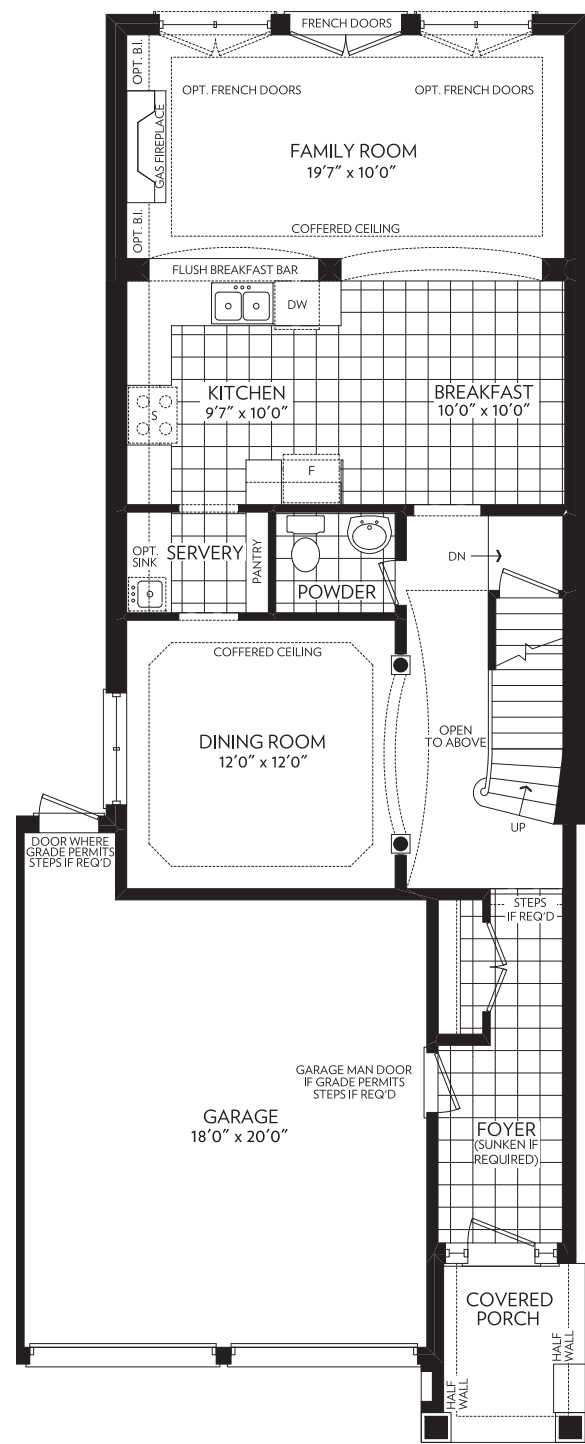 FRENCH DOORS
OPT. B.I.
OPT. FRENCH DOORS
OPT. FRENCH DOORS
GAS FIREPLACE
FAMILY ROOM
19'7" x 10'0"
OPT. B.I.
COFFERED CEILING
FLUSH BREAKFAST BAR
DW
KITCHEN
9'7" x 10'0"
BREAKFAST
10'0" x 10'0"
S
F
OPT.
SINK
SERVERY
PANTRY
POWDER
DN
COFFERED CEILING
DINING ROOM
12'0" x 12'0"
OPEN
TO ABOVE
UP
DOOR WHERE
GRADE PERMITS
STEPS IF REQ'D
STEPS
IF REQ'D
GARAGE MAN DOOR
IF GRADE PERMITS
STEPS IF REQ'D
GARAGE
18'0" x 20'0"
FOYER
(SUNKEN IF
REQUIRED)
COVERED
PORCH
HALF
WALL
HALF
WALL